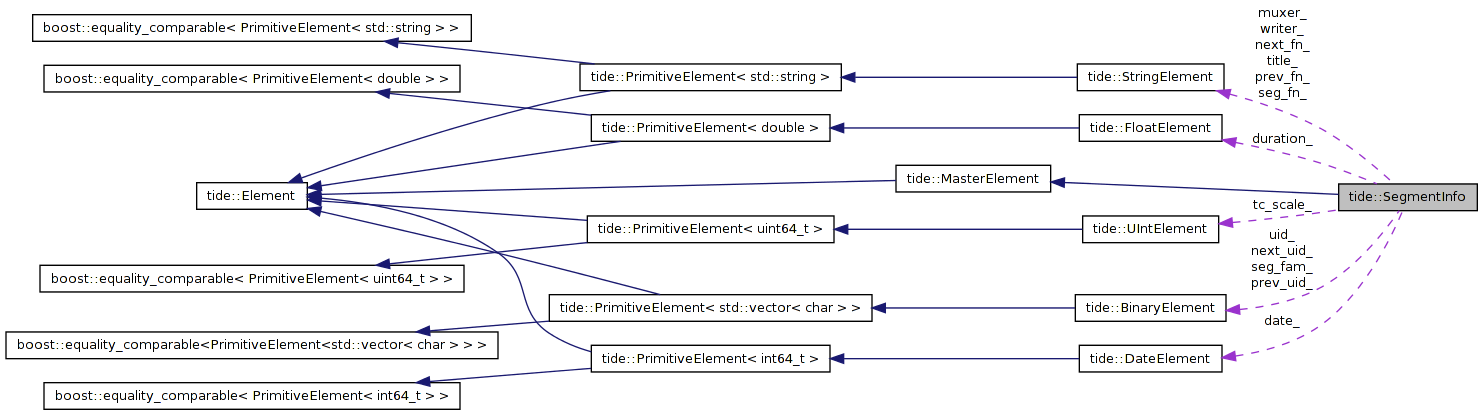 boost::equality_comparable< PrimitiveElement< std::string > >
boost::equality_comparable< PrimitiveElement< double > >
tide::Element
boost::equality_comparable< PrimitiveElement< uint64_t > >
boost::equality_comparable<PrimitiveElement<std::vector< char > > >
boost::equality_comparable< PrimitiveElement< int64_t > >
tide::PrimitiveElement< std::string >
tide::PrimitiveElement< double >
tide::MasterElement
tide::PrimitiveElement< uint64_t >
tide::PrimitiveElement< std::vector< char > >
tide::PrimitiveElement< int64_t >
tide::StringElement
tide::FloatElement
tide::UIntElement
tide::BinaryElement
tide::DateElement
muxer_
writer_
next_fn_
title_
prev_fn_
seg_fn_
duration_
tc_scale_
uid_
next_uid_
seg_fam_
prev_uid_
date_
tide::SegmentInfo